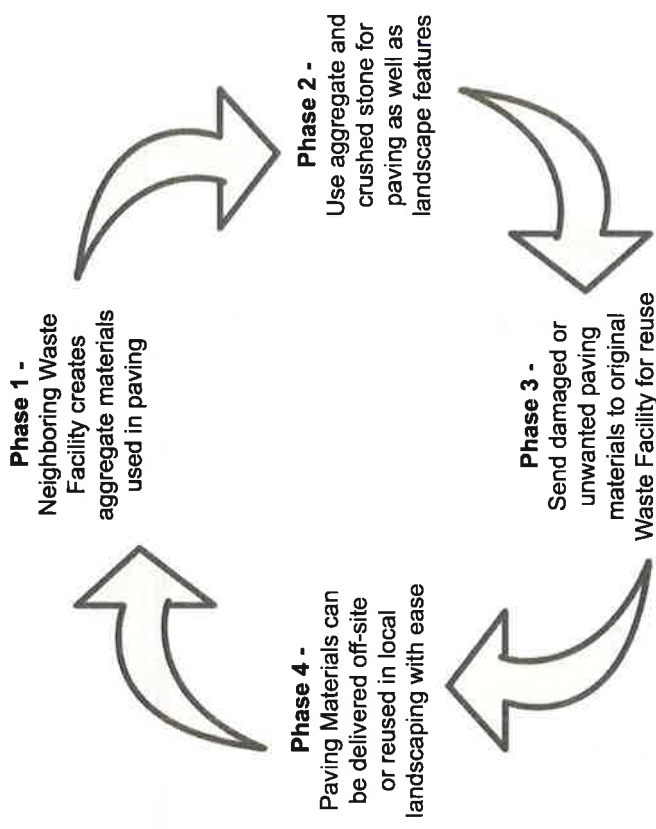 Phase 1 -
Neighboring Waste
Facility creates
aggregate materials
used in paving
Phase 2 -
Use aggregate and
crushed stone for
paving as well as
landscape features
Phase 3 -
Send damaged or
unwanted paving
materials to original
Waste Facility for reuse
Phase 4 -
Paving Materials can
be delivered off-site
or reused in local
landscaping with ease